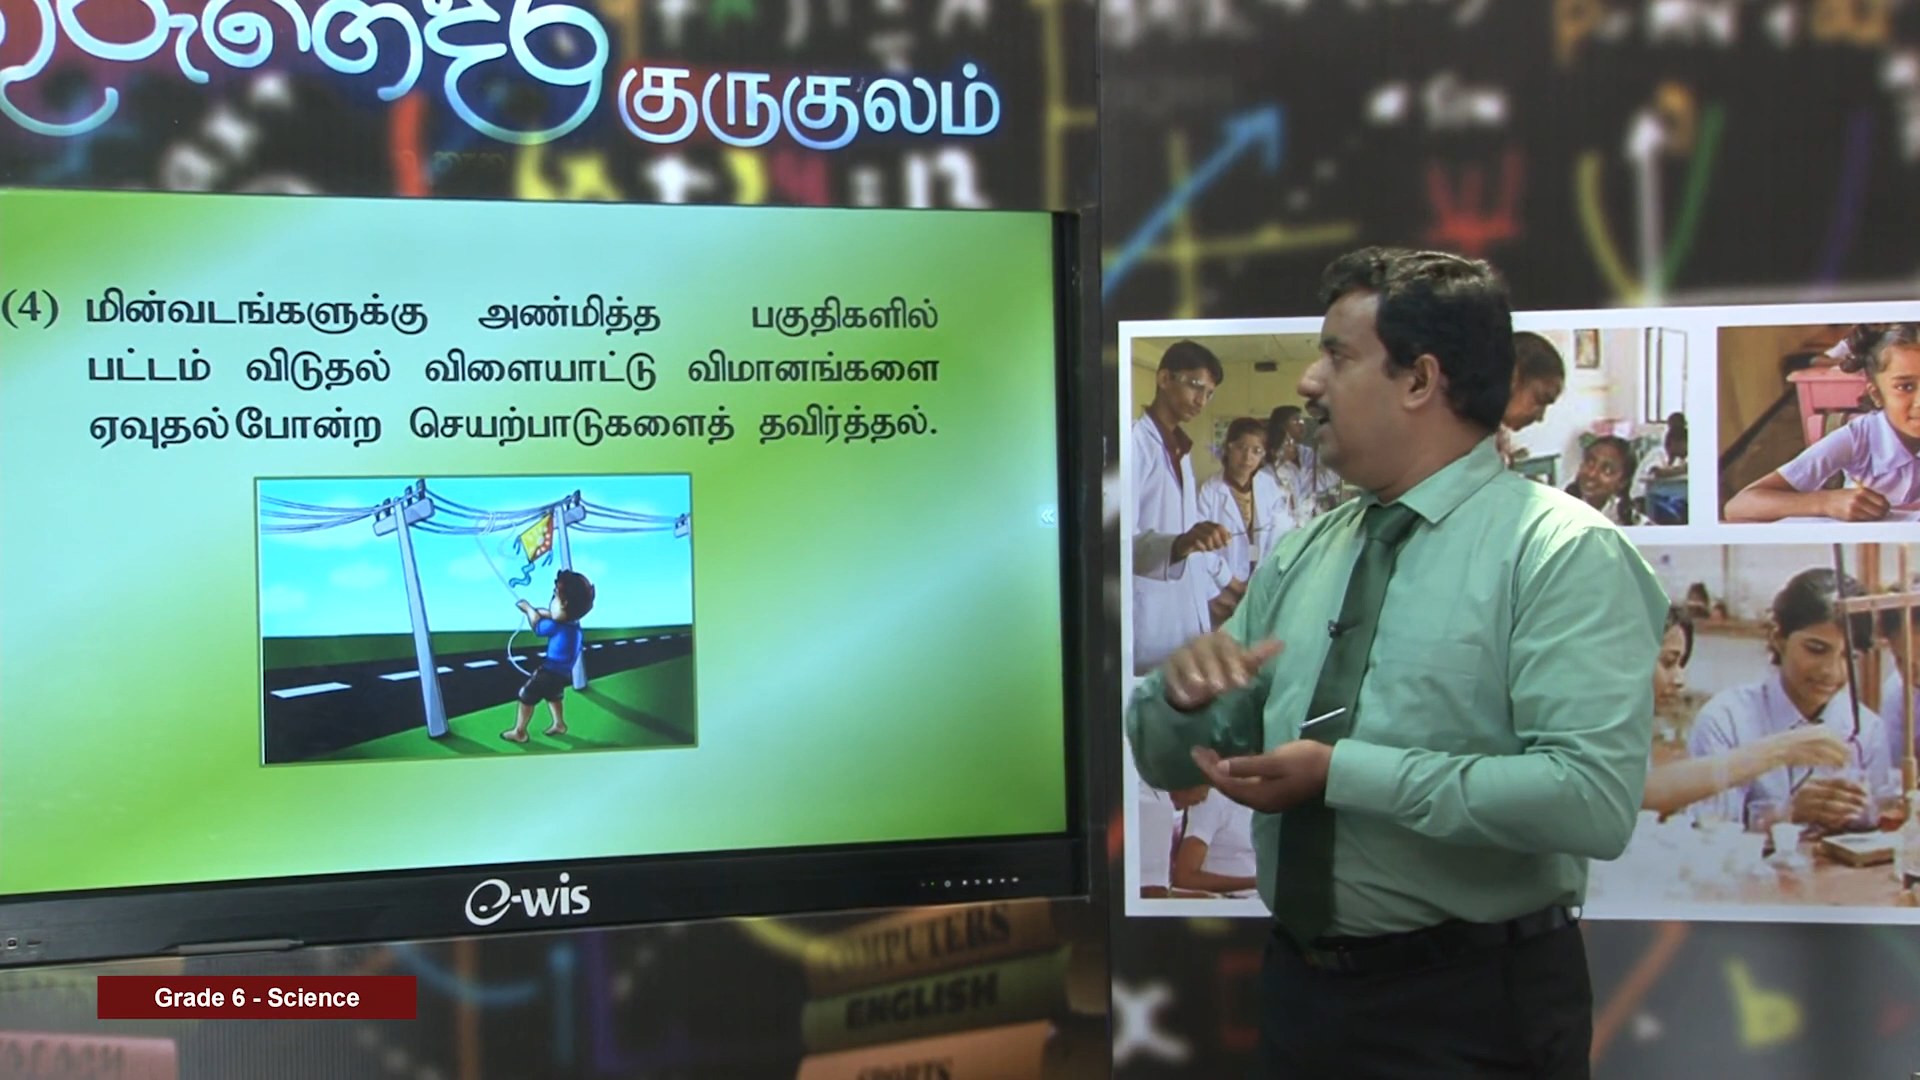 குருகுலம்
(4) மின்வடங்களுக்கு அண்மித்த பகுதிகளில்
பட்டம் விடுதல் விளையாட்டு விமானங்களை
ஏவுதல்போன்ற செயற்பாடுகளைத் தவிர்த்தல்.
e-wis
COMPUTERS
ENGLISH
SPORTS
Grade 6 - Science